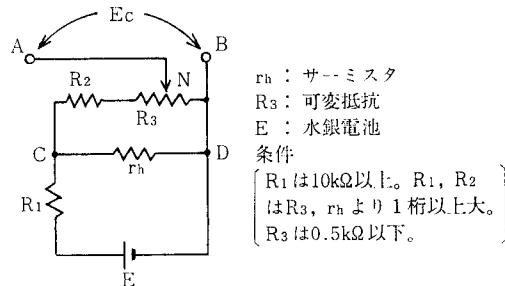 Ec
A
B
R2
N
R3
C
rh
D
R1
E
rh : サーミスタ
R3 : 可変抵抗
E : 水銀電池
条件
R1は10kΩ以上。R1, R2
はR3, rhより1桁以上大。
R3は0.5kΩ以下。